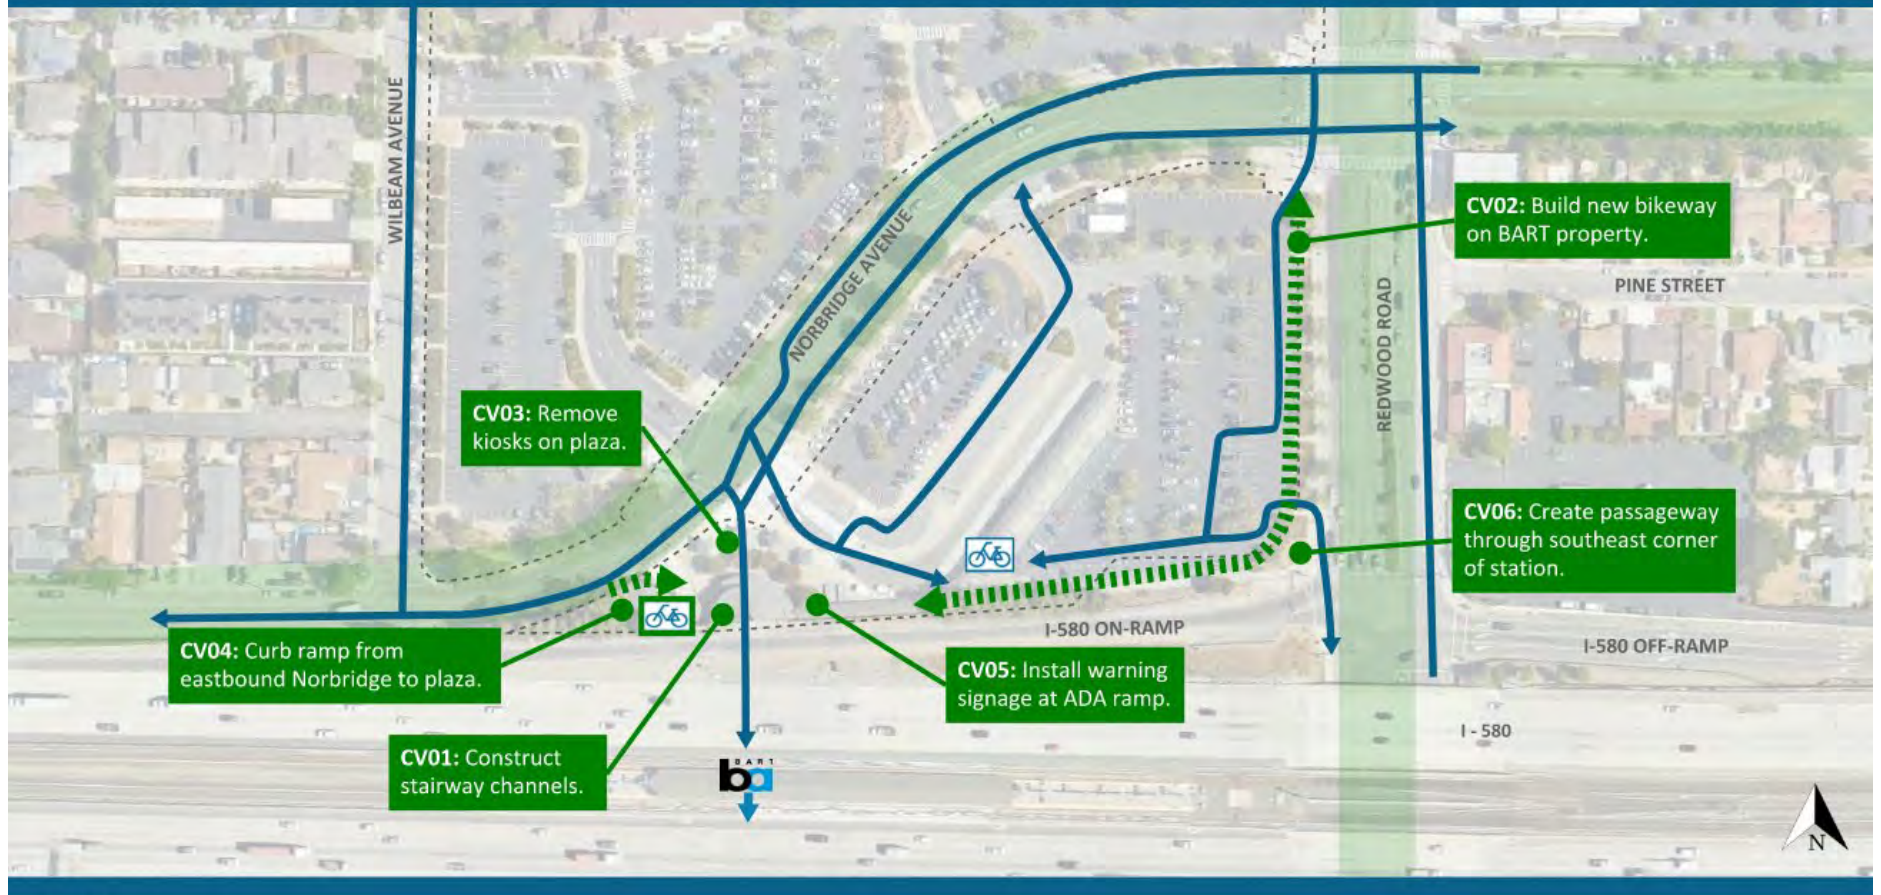 WILBEAM AVENUE
NORBRIDGE AVENUE
CV02: Build new bikeway
on BART property.
PINE STREET
REDWOOD ROAD
CV03: Remove
kiosks on plaza.
CV06: Create passageway
through southeast corner
of station.
I-580 ON-RAMP
I-580 OFF-RAMP
CV04: Curb ramp from
eastbound Norbridge to plaza.
CV05: Install warning
signage at ADA ramp.
I - 580
CV01: Construct
stairway channels.
BART
ba
N